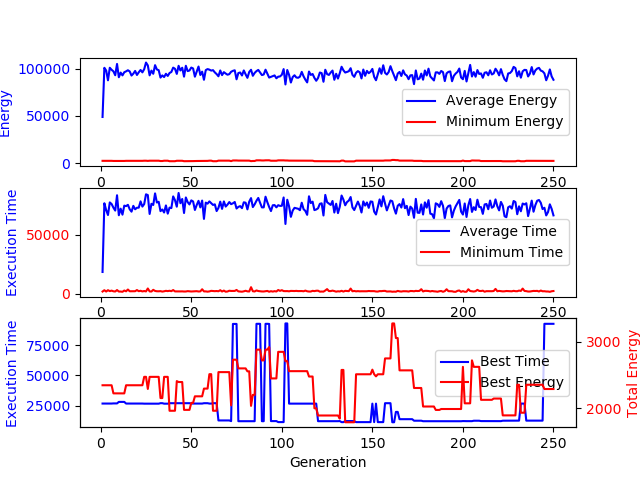 100000
50000
0
Energy
Average Energy
Minimum Energy
0 50 100 150 200 250
50000
0
Execution Time
Average Time
Minimum Time
0 50 100 150 200 250
75000
50000
25000
Execution Time
Best Time
Best Energy
3000
2000
Total Energy
0 50 100 150 200 250
Generation